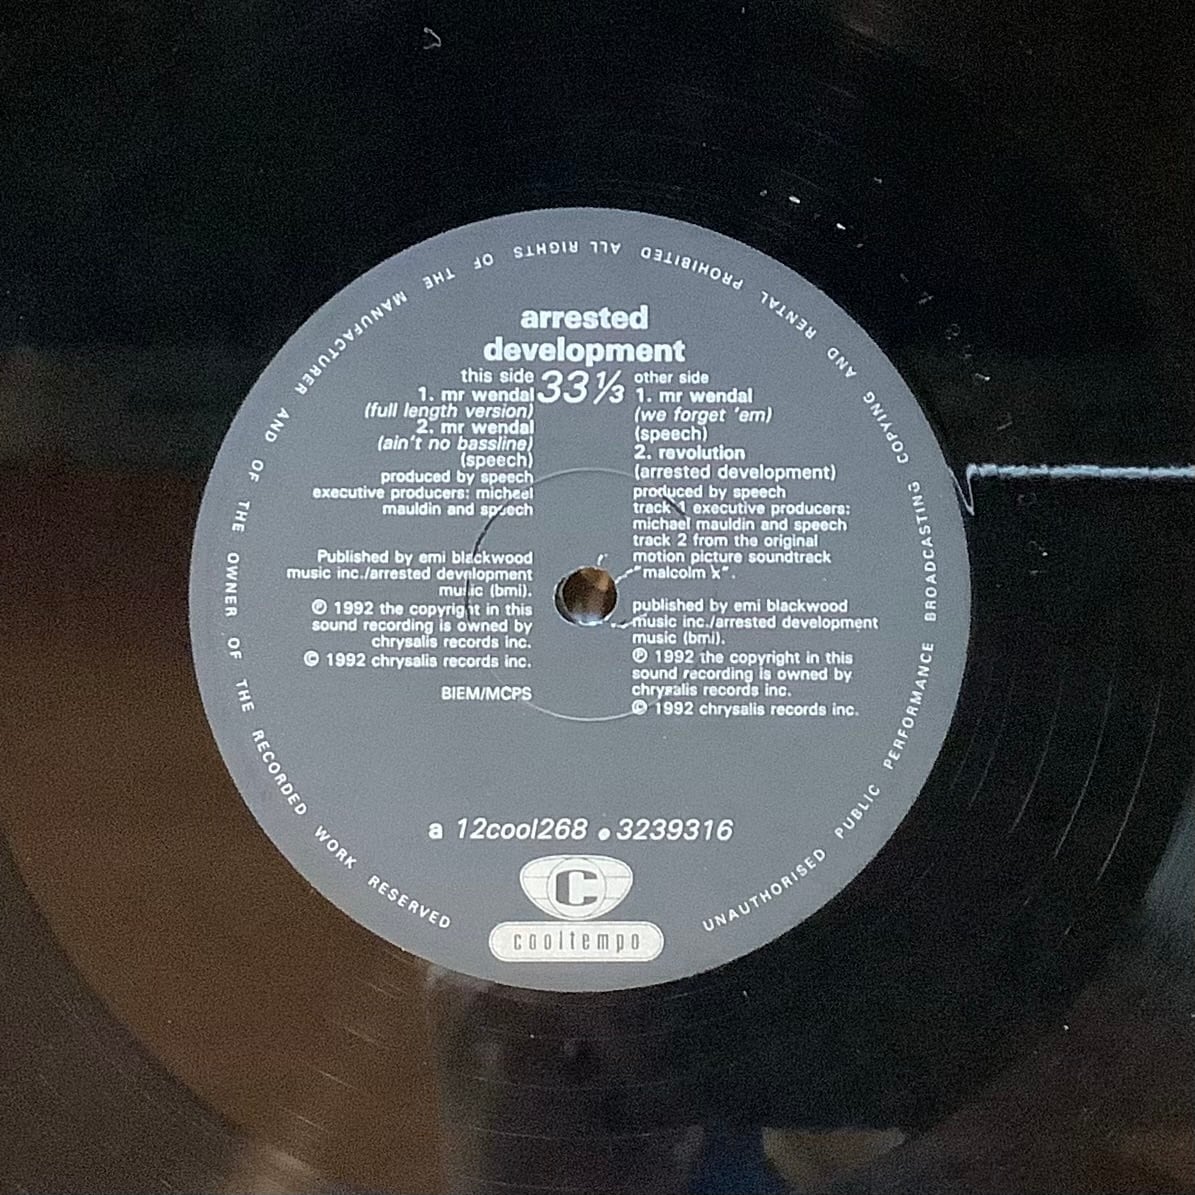 arrested
development
this side
1. mr wendal
(full length version)
2. mr wendal
(ain't no bassline)
(speech)
produced by speech
executive producers: michael
mauldin and speech
Published by emi blackwood
music inc./arrested development
music (bmi).
℗ 1992 the copyright in this
sound recording is owned by
chrysalis records inc.
© 1992 chrysalis records inc.
BIEM/MCPS
33⅓
other side
1. mr wendal
(we forget 'em)
(speech)
2. revolution
(arrested development)
produced by speech
track 1 executive producers:
michael mauldin and speech
track 2 from the original
motion picture soundtrack
"malcolm x".
published by emi blackwood
music inc./arrested development
music (bmi).
℗ 1992 the copyright in this
sound recording is owned by
chrysalis records inc.
© 1992 chrysalis records inc.
a 12cool268 • 3239316
C
cooltempo
ALL RIGHTS OF THE MANUFACTURER AND OF THE OWNER OF THE RECORDED WORK RESERVED
UNAUTHORISED PUBLIC PERFORMANCE BROADCASTING COPYING AND RENTAL PROHIBITED